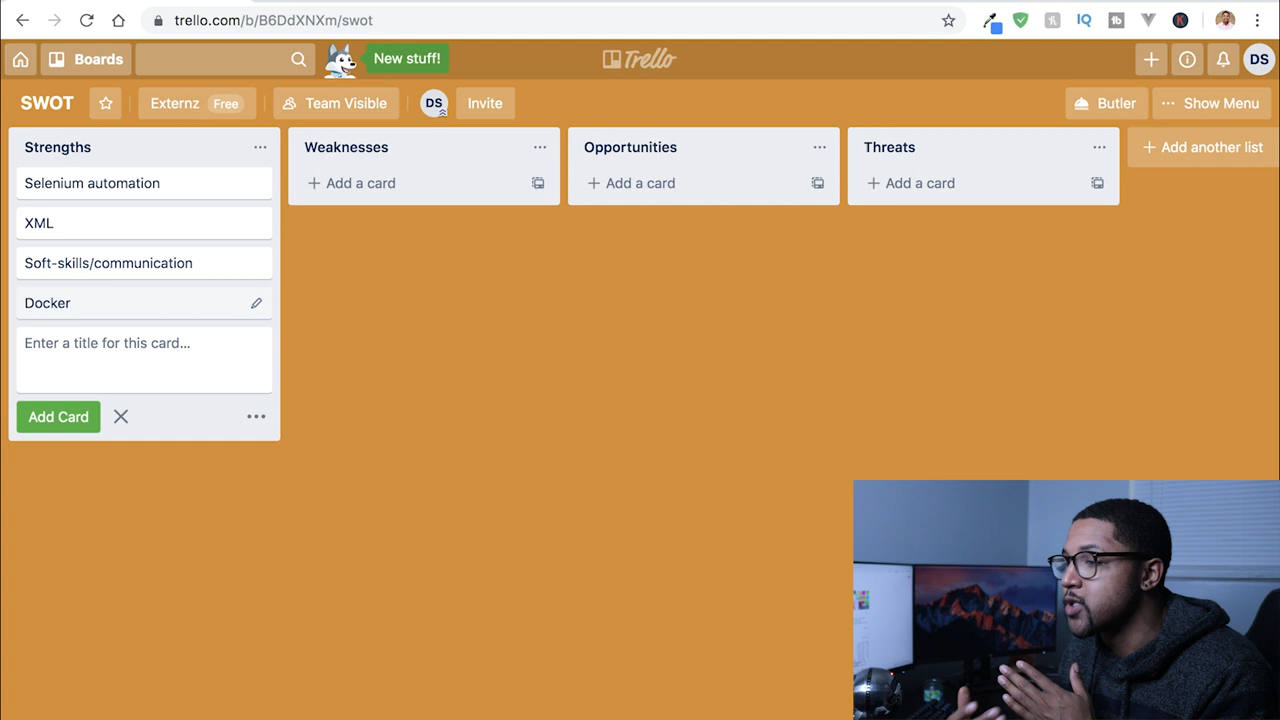 trello.com/b/B6DdXNXm/swot
IQ
K
Boards
New stuff!
Trello
DS
SWOT
Externz Free
Team Visible
DS
Invite
Butler
Show Menu
Strengths
Selenium automation
XML
Soft-skills/communication
Docker
Enter a title for this card...
Add Card
Weaknesses
Add a card
Opportunities
Add a card
Threats
Add a card
Add another list